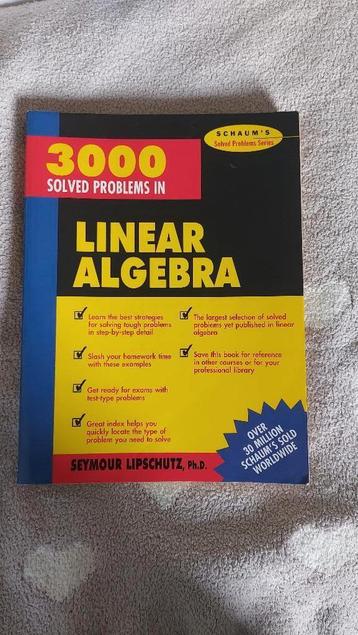 SCHAUM'S
Solved Problems Series
3000
SOLVED PROBLEMS IN
LINEAR
ALGEBRA
Learn the best strategies
for solving tough problems
in step-by-step detail
Slash your homework time
with these examples
Get ready for exams with
test-type problems
Great index helps you
quickly locate the type of
problem you need to solve
The largest selection of solved
problems yet published in linear
algebra
Save this book for reference
in other courses or for your
professional library
OVER
30 MILLION
SCHAUM'S SOLD
WORLDWIDE
SEYMOUR LIPSCHUTZ, Ph.D.